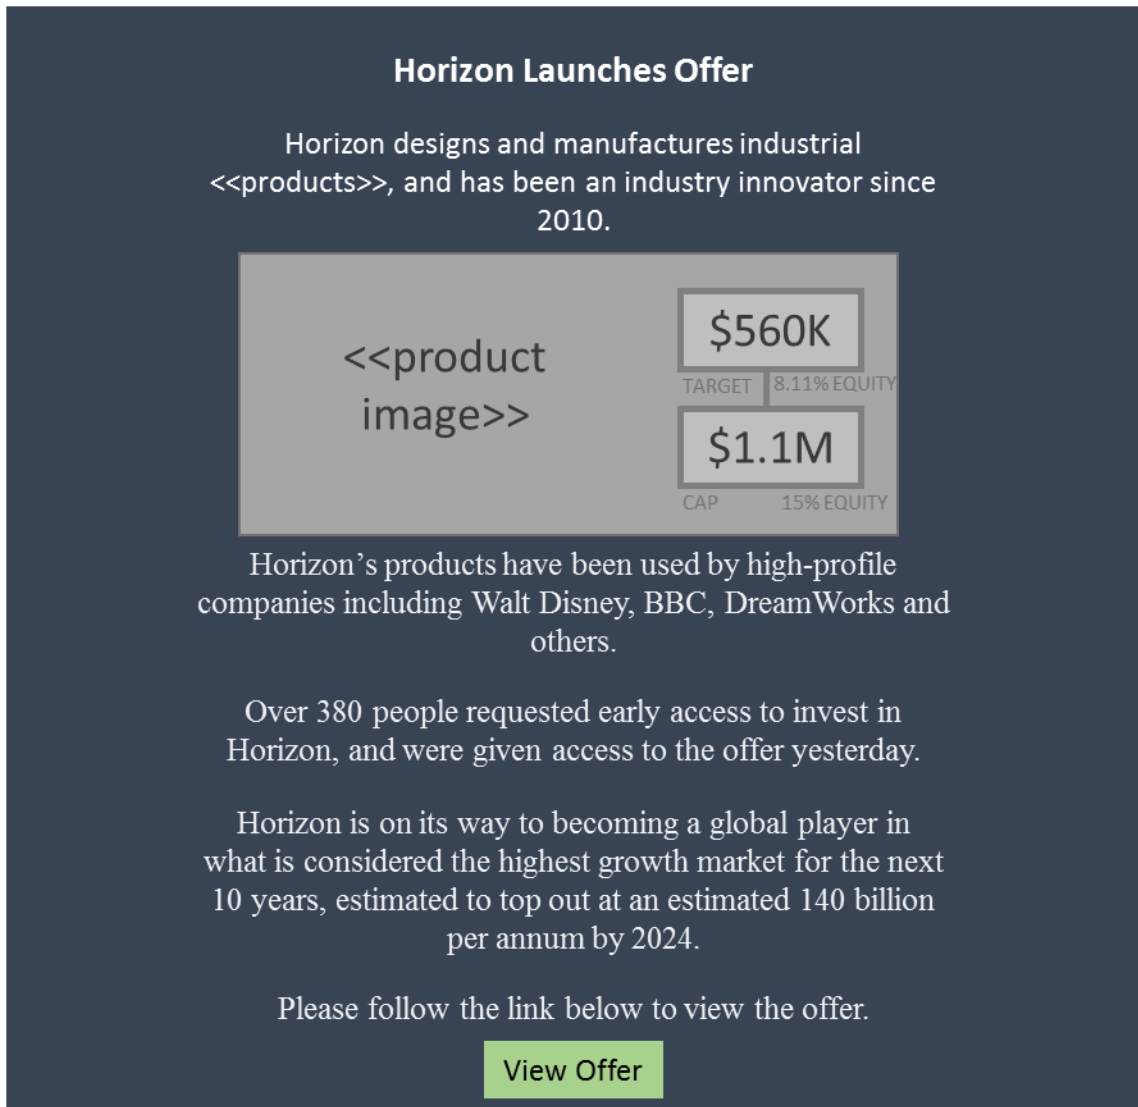 Horizon Launches Offer
Horizon designs and manufactures industrial
<<products>>, and has been an industry innovator since
2010.
<<product
image>>
$560K
TARGET 8.11% EQUITY
$1.1M
CAP 15% EQUITY
Horizon’s products have been used by high-profile
companies including Walt Disney, BBC, DreamWorks and
others.
Over 380 people requested early access to invest in
Horizon, and were given access to the offer yesterday.
Horizon is on its way to becoming a global player in
what is considered the highest growth market for the next
10 years, estimated to top out at an estimated 140 billion
per annum by 2024.
Please follow the link below to view the offer.
View Offer